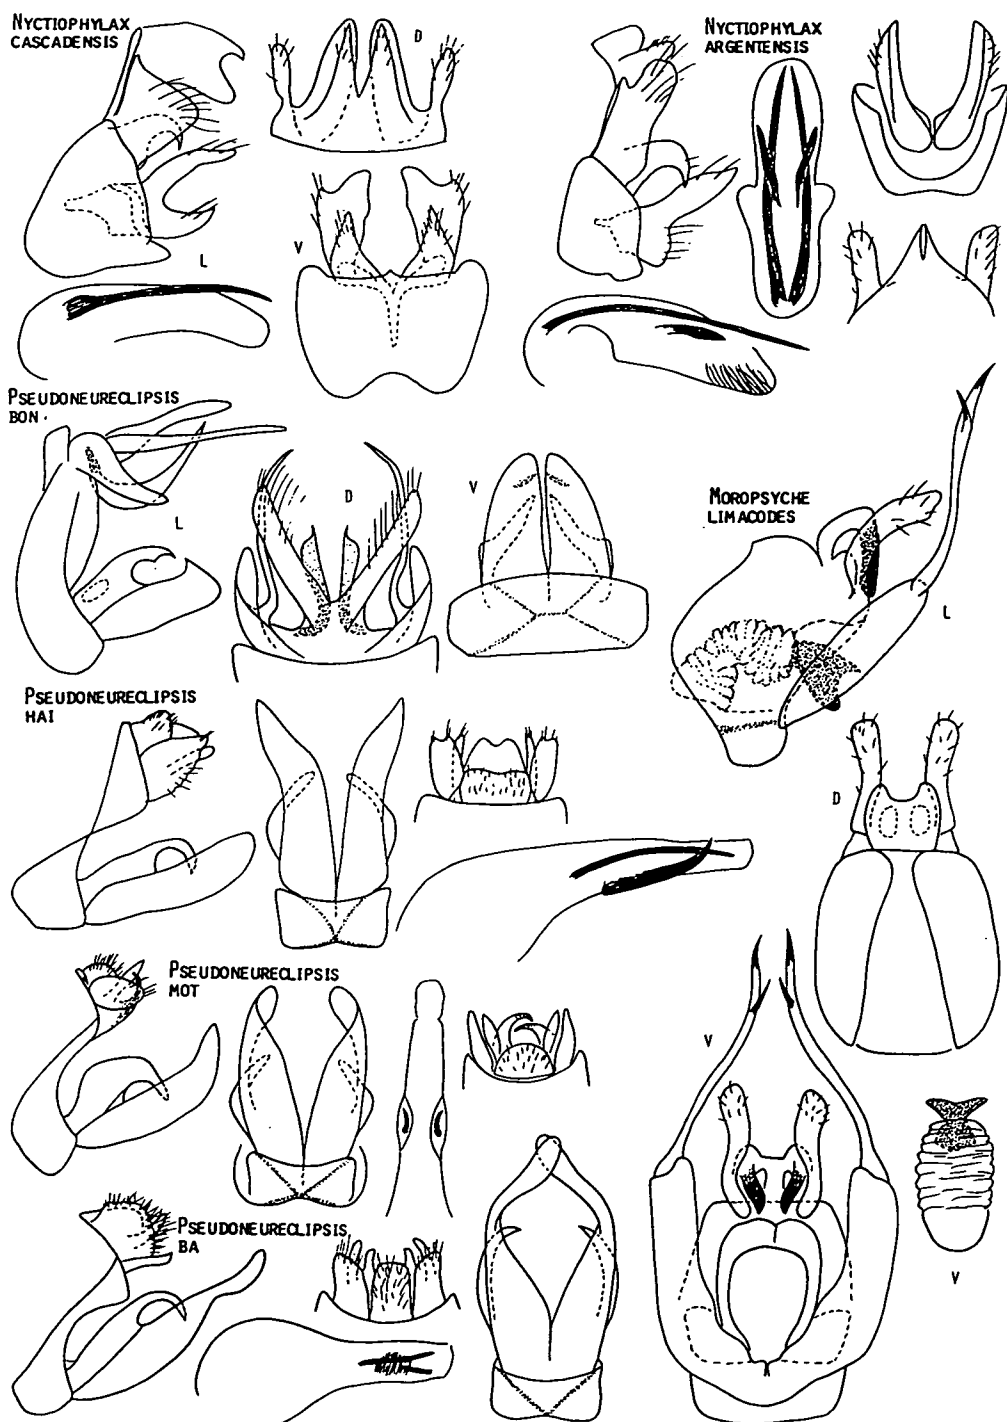 NYCTIOPHYLAX
CASCADENSIS
D
L
V
NYCTIOPHYLAX
ARGENTENSIS
PSEUDONEURECLIPSIS
BON.
L
D
V
MOROPSYCHE
LIMACODES
L
PSEUDONEURECLIPSIS
HAI
D
PSEUDONEURECLIPSIS
MOT
V
PSEUDONEURECLIPSIS
BA
V